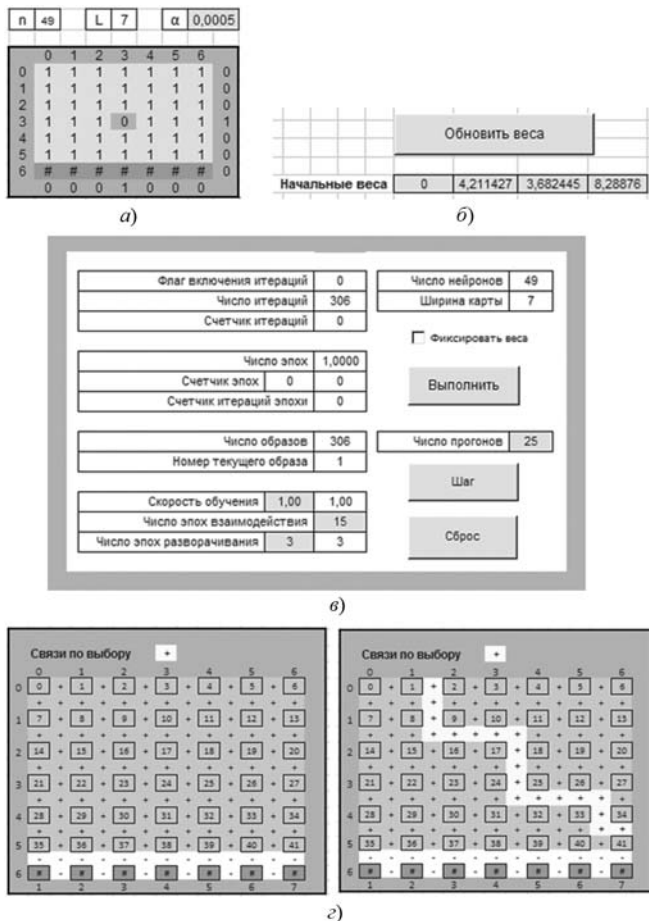 n 49 L 7 α 0,0005
0 1 2 3 4 5 6
0 1 1 1 1 1 1 1 0
1 1 1 1 1 1 1 1 0
2 1 1 1 1 1 1 1 0
3 1 1 1 0 1 1 1 1
4 1 1 1 1 1 1 1 0
5 1 1 1 1 1 1 1 0
6 # # # # # # # 0
0 0 0 1 0 0 0
а)
Обновить веса
Начальные веса 0 4,211427 3,682445 8,28876
б)
Флаг включения итераций 0
Число итераций 306
Счетчик итераций 0
Число эпох 1,0000
Счетчик эпох 0 0
Счетчик итераций эпохи 0
Число образов 306
Номер текущего образа 1
Скорость обучения 1,00 1,00
Число эпох взаимодействия 15
Число эпох разворачивания 3 3
Число нейронов 49
Ширина карты 7
Фиксировать веса
Выполнить
Число прогонов 25
Шаг
Сброс
в)
Связи по выбору +
0 1 2 3 4 5 6
0 0 + 1 + 2 + 3 + 4 + 5 + 6
+ + + + + + +
1 7 + 8 + 9 + 10 + 11 + 12 + 13
+ + + + + + +
2 14 + 15 + 16 + 17 + 18 + 19 + 20
+ + + + + + +
3 21 + 22 + 23 + 24 + 25 + 26 + 27
+ + + + + + +
4 28 + 29 + 30 + 31 + 32 + 33 + 34
+ + + + + + +
5 35 + 36 + 37 + 38 + 39 + 40 + 41
- - - - - - -
6 # - # - # - # - # - # - #
1 2 3 4 5 6 7
Связи по выбору +
0 1 2 3 4 5 6
0 0 + 1 + 2 + 3 + 4 + 5 + 6
+ + + + + + +
1 7 + 8 + 9 + 10 + 11 + 12 + 13
+ + + + + + +
2 14 + 15 + 16 + 17 + 18 + 19 + 20
+ + + + + + +
3 21 + 22 + 23 + 24 + 25 + 26 + 27
+ + + + + + +
4 28 + 29 + 30 + 31 + 32 + 33 + 34
+ + + + + + +
5 35 + 36 + 37 + 38 + 39 + 40 + 41
- - - - - - -
6 # - # - # - # - # - # - #
1 2 3 4 5 6 7
г)